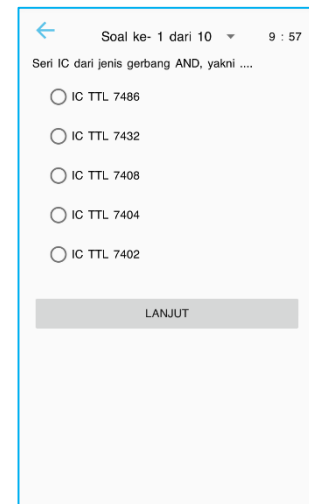 Soal ke- 1 dari 10 9 : 57
Seri IC dari jenis gerbang AND, yakni ....
IC TTL 7486
IC TTL 7432
IC TTL 7408
IC TTL 7404
IC TTL 7402
LANJUT